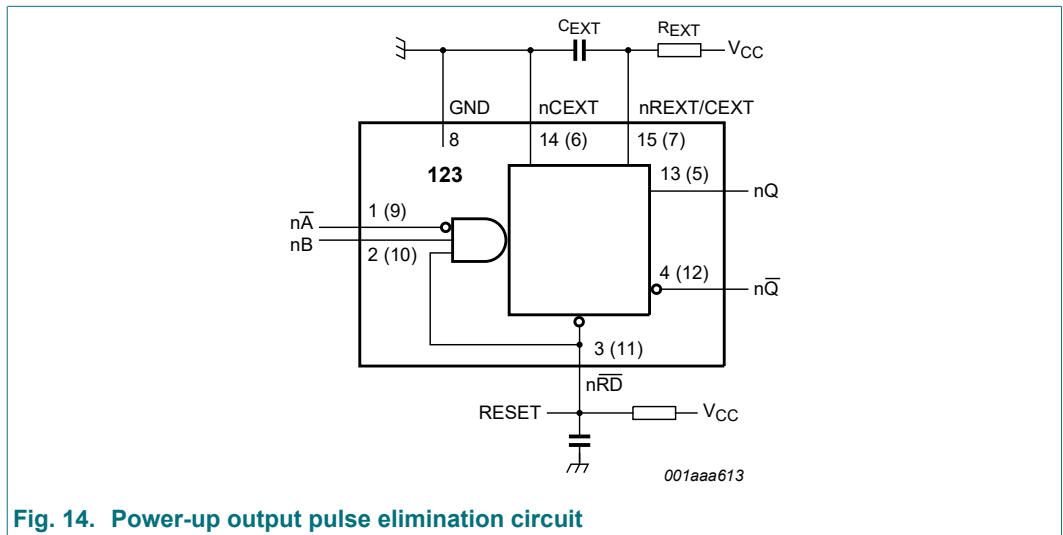 CEXT
REXT
VCC
GND
nCEXT
nREXT/CEXT
8
14 (6)
15 (7)
123
13 (5)
nQ
1 (9)
nA̅
nB
2 (10)
4 (12)
nQ̅
3 (11)
nR̅D̅
RESET
VCC
001aaa613
Fig. 14. Power-up output pulse elimination circuit